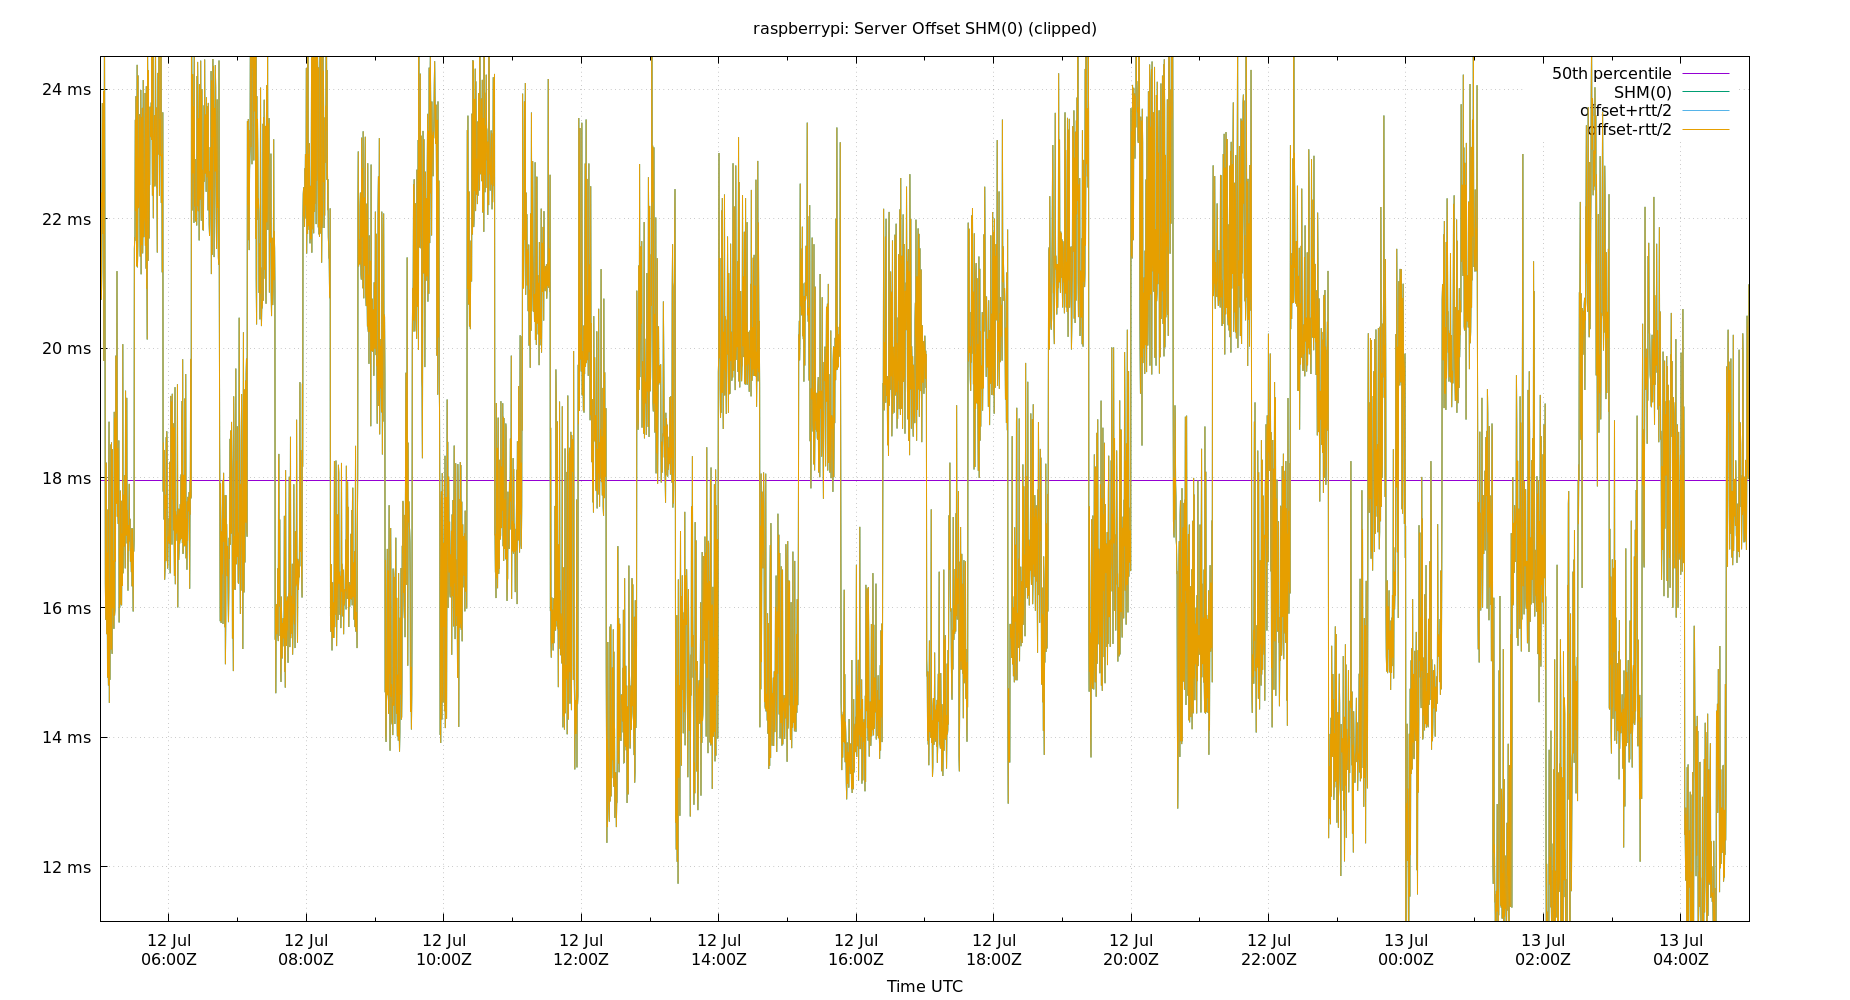 raspberrypi: Server Offset SHM(0) (clipped)
50th percentile
SHM(0)
offset+rtt/2
offset-rtt/2
24 ms
22 ms
20 ms
18 ms
16 ms
14 ms
12 ms
12 Jul 12 Jul 12 Jul 12 Jul 12 Jul 12 Jul 12 Jul 12 Jul 12 Jul 13 Jul 13 Jul 13 Jul
06:00Z 08:00Z 10:00Z 12:00Z 14:00Z 16:00Z 18:00Z 20:00Z 22:00Z 00:00Z 02:00Z 04:00Z
Time UTC